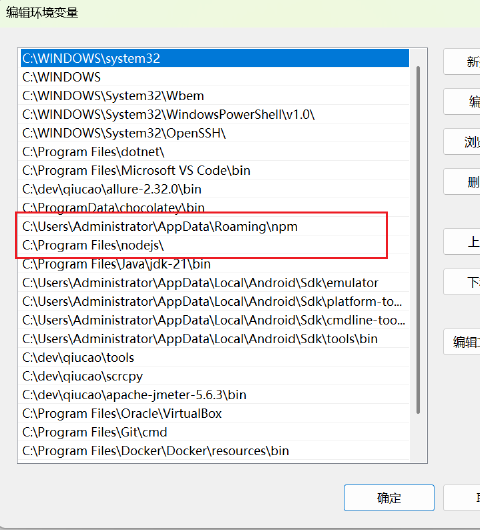 编辑环境变量
C:\WINDOWS\system32
新
C:\WINDOWS
C:\WINDOWS\System32\Wbem
编
C:\WINDOWS\System32\WindowsPowerShell\v1.0\
C:\WINDOWS\System32\OpenSSH\
浏
C:\Program Files\dotnet\
C:\Program Files\Microsoft VS Code\bin
删
C:\dev\qiucao\allure-2.32.0\bin
C:\ProgramData\chocolatey\bin
C:\Users\Administrator\AppData\Roaming\npm
上
C:\Program Files\nodejs\
C:\Program Files\Java\jdk-21\bin
下
C:\Users\Administrator\AppData\Local\Android\Sdk\emulator
C:\Users\Administrator\AppData\Local\Android\Sdk\platform-to...
C:\Users\Administrator\AppData\Local\Android\Sdk\cmdline-too...
C:\Users\Administrator\AppData\Local\Android\Sdk\tools\bin
编辑
C:\dev\qiucao\tools
C:\dev\qiucao\scrcpy
C:\dev\qiucao\apache-jmeter-5.6.3\bin
C:\Program Files\Oracle\VirtualBox
C:\Program Files\Git\cmd
C:\Program Files\Docker\Docker\resources\bin
确定